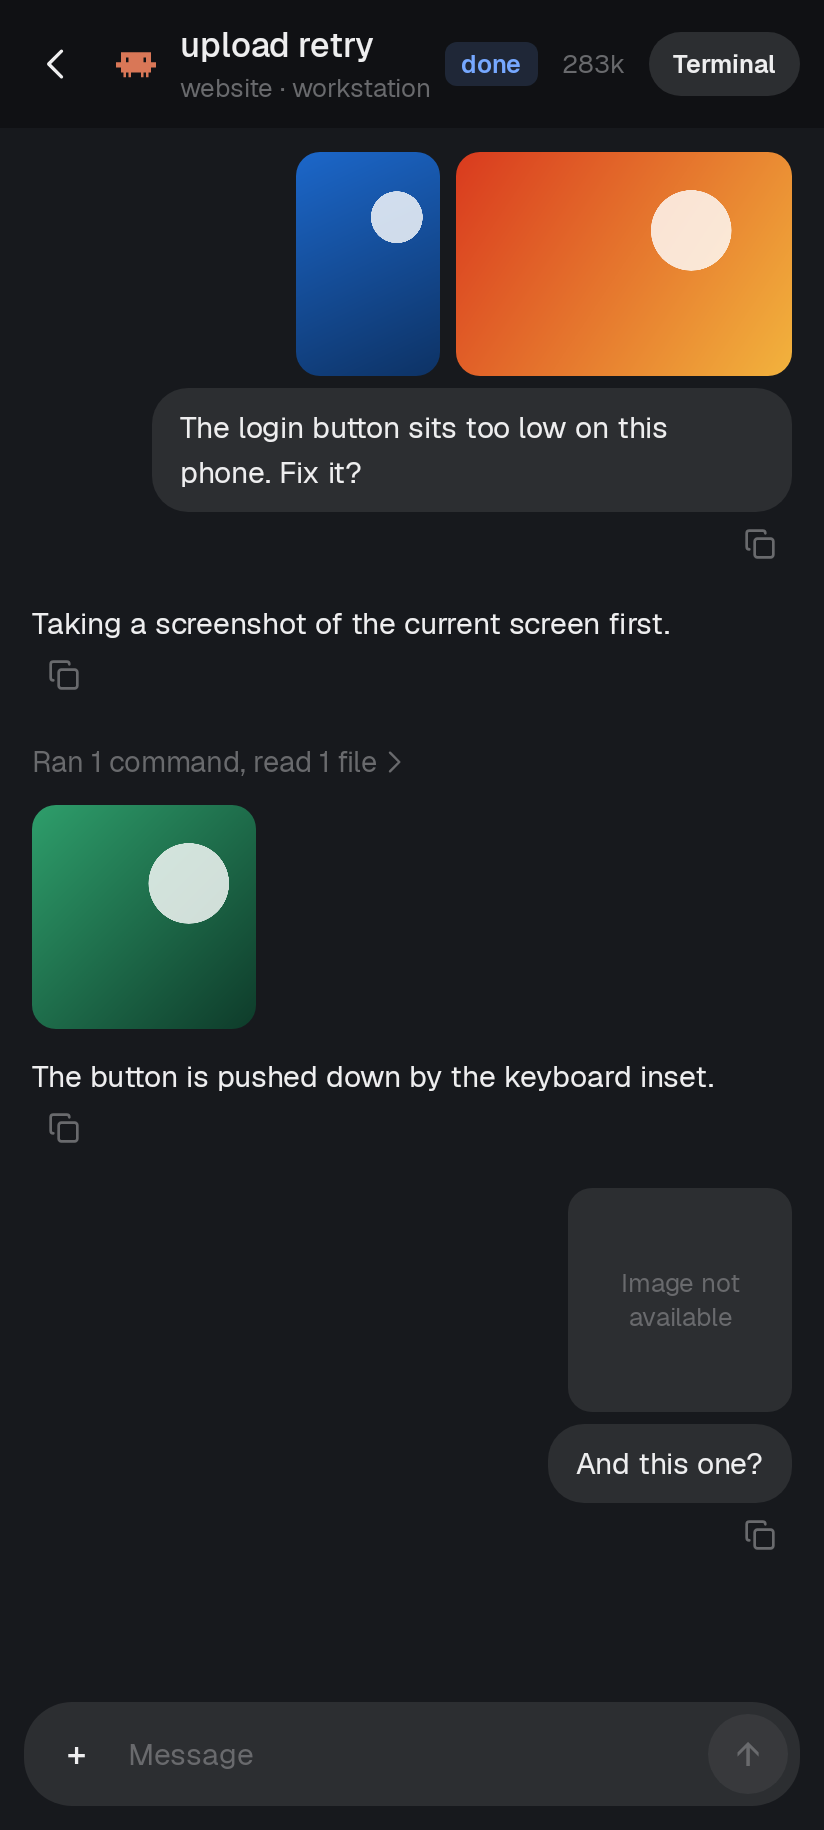 upload retry
website · workstation
done
283k
Terminal
The login button sits too low on this
phone. Fix it?
Taking a screenshot of the current screen first.
Ran 1 command, read 1 file
The button is pushed down by the keyboard inset.
Image not
available
And this one?
+
Message